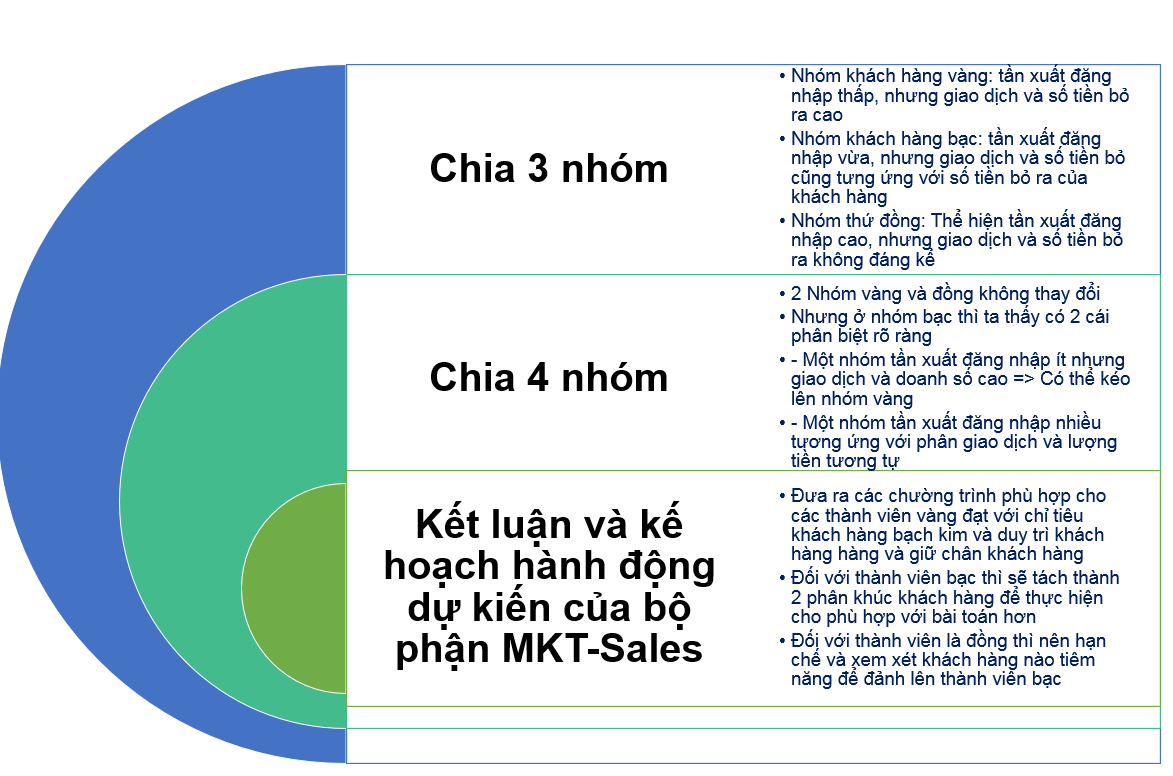 Chia 3 nhóm
• Nhóm khách hàng vàng: tần xuất đăng
nhập thấp, nhưng giao dịch và số tiền bỏ
ra cao
• Nhóm khách hàng bạc: tần xuất đăng
nhập vừa, nhưng giao dịch và số tiền bỏ
cũng tưng ứng với số tiền bỏ ra của
khách hàng
• Nhóm thứ đồng: Thể hiện tần xuất đăng
nhập cao, nhưng giao dịch và số tiền bỏ
ra không đáng kể
Chia 4 nhóm
• 2 Nhóm vàng và đồng không thay đổi
• Nhưng ở nhóm bạc thì ta thấy có 2 cái
phân biệt rõ ràng
• - Một nhóm tần xuất đăng nhập ít nhưng
giao dịch và doanh số cao => Có thể kéo
lên nhóm vàng
• - Một nhóm tần xuất đăng nhập nhiều
tượng ứng với phân giao dịch và lượng
tiền tương tự
Kết luận và kế
hoạch hành động
dự kiến của bộ
phận MKT-Sales
• Đưa ra các chường trình phù hợp cho
các thành viên vàng đạt với chỉ tiêu
khách hàng bạch kim và duy trì khách
hàng hàng và giữ chân khách hàng
• Đối với thành viên bạc thì sẽ tách thành
2 phân khúc khách hàng để thực hiện
cho phù hợp với bài toán hơn
• Đối với thành viên là đồng thì nên hạn
chế và xem xét khách hàng nào tiêm
năng để đảnh lên thành viên bạc